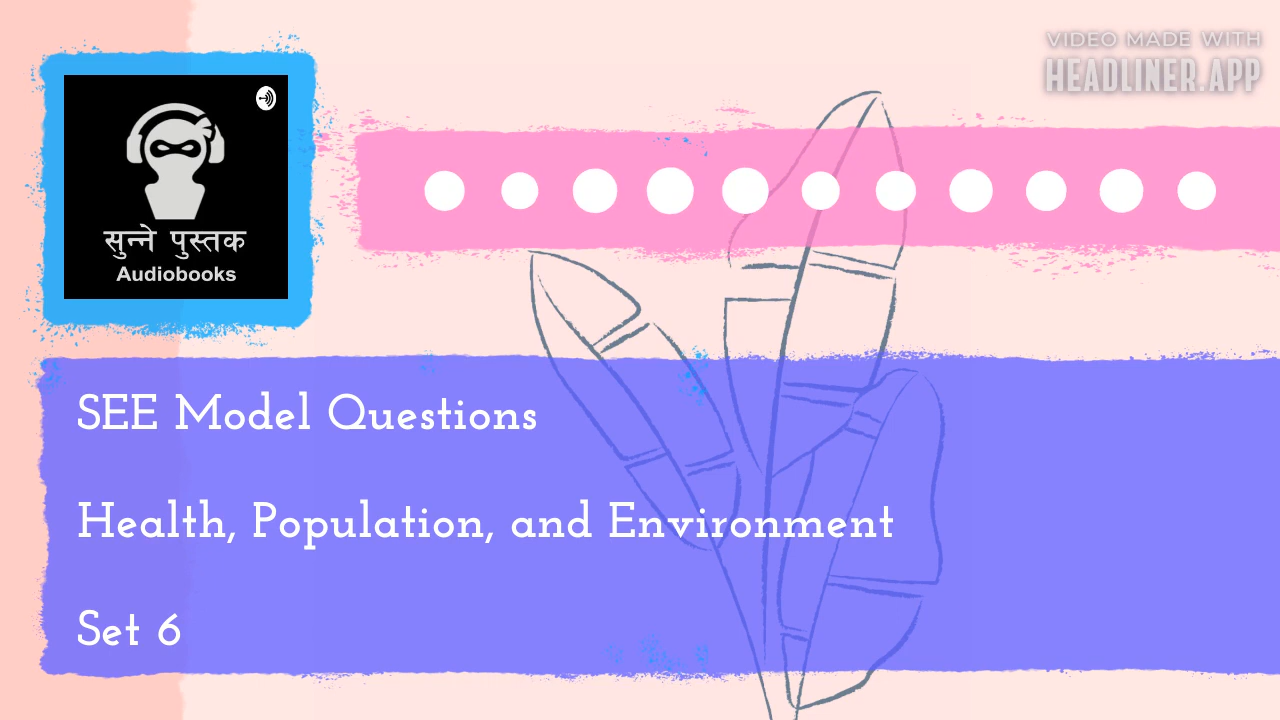 VIDEO MADE WITH
HEADLINER.APP
सुन्ने पुस्तक
Audiobooks
SEE Model Questions
Health, Population, and Environment
Set 6